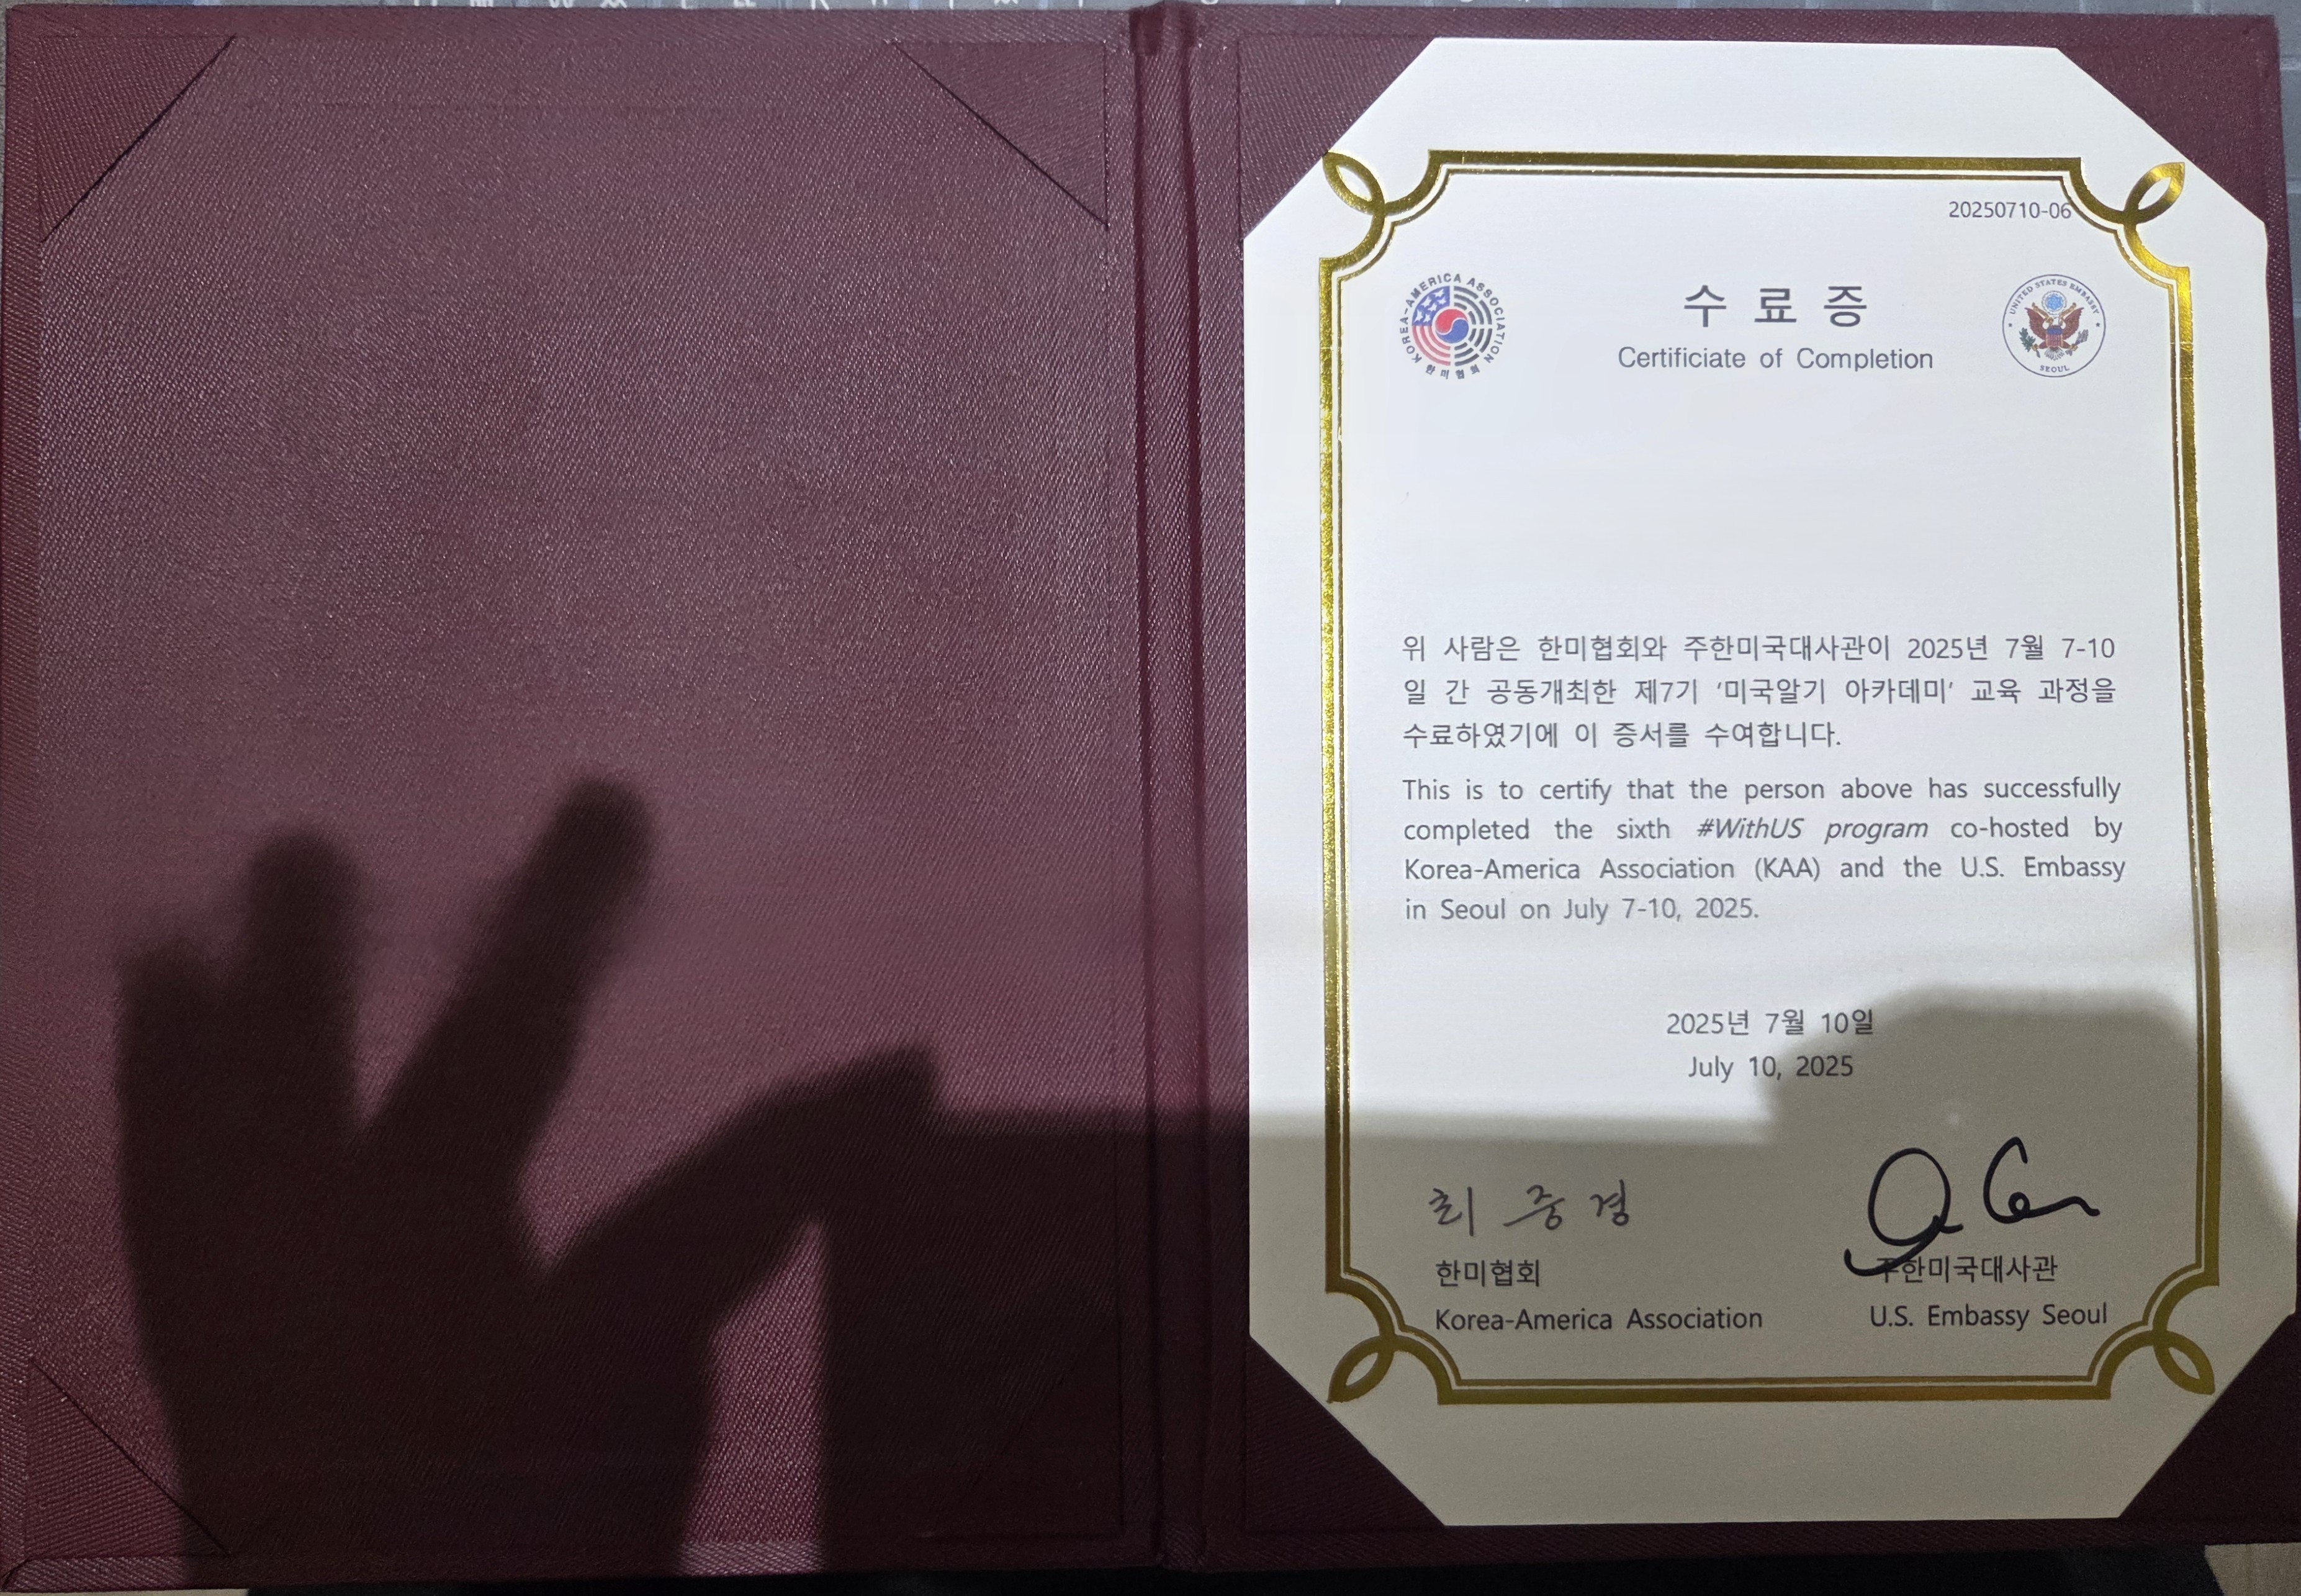 20250710-06
KOREA-AMERICA ASSOCIATION
한미협회
수 료 증
Certificiate of Completion
UNITED STATES EMBASSY
SEOUL
위 사람은 한미협회와 주한미국대사관이 2025년 7월 7-10
일 간 공동개최한 제7기 '미국알기 아카데미' 교육 과정을
수료하였기에 이 증서를 수여합니다.
This is to certify that the person above has successfully
completed the sixth #WithUS program co-hosted by
Korea-America Association (KAA) and the U.S. Embassy
in Seoul on July 7-10, 2025.
2025년 7월 10일
July 10, 2025
최 중 경
한미협회
주한미국대사관
Korea-America Association
U.S. Embassy Seoul